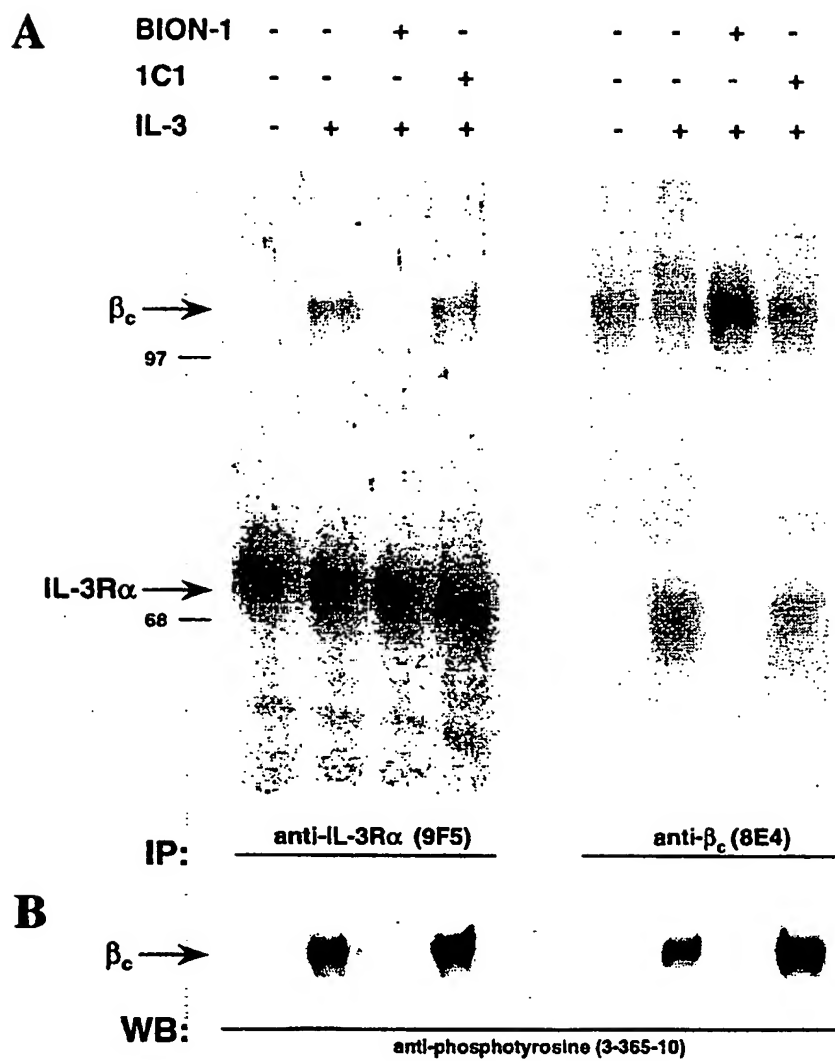 A
BION-1 - - + - - - + -
1C1 - - - + - - - +
IL-3 - + + + - + + +
βc
97
IL-3Rα
68
IP: anti-IL-3Rα (9F5) anti-βc (8E4)
B
βc
WB:
anti-phosphotyrosine (3-365-10)